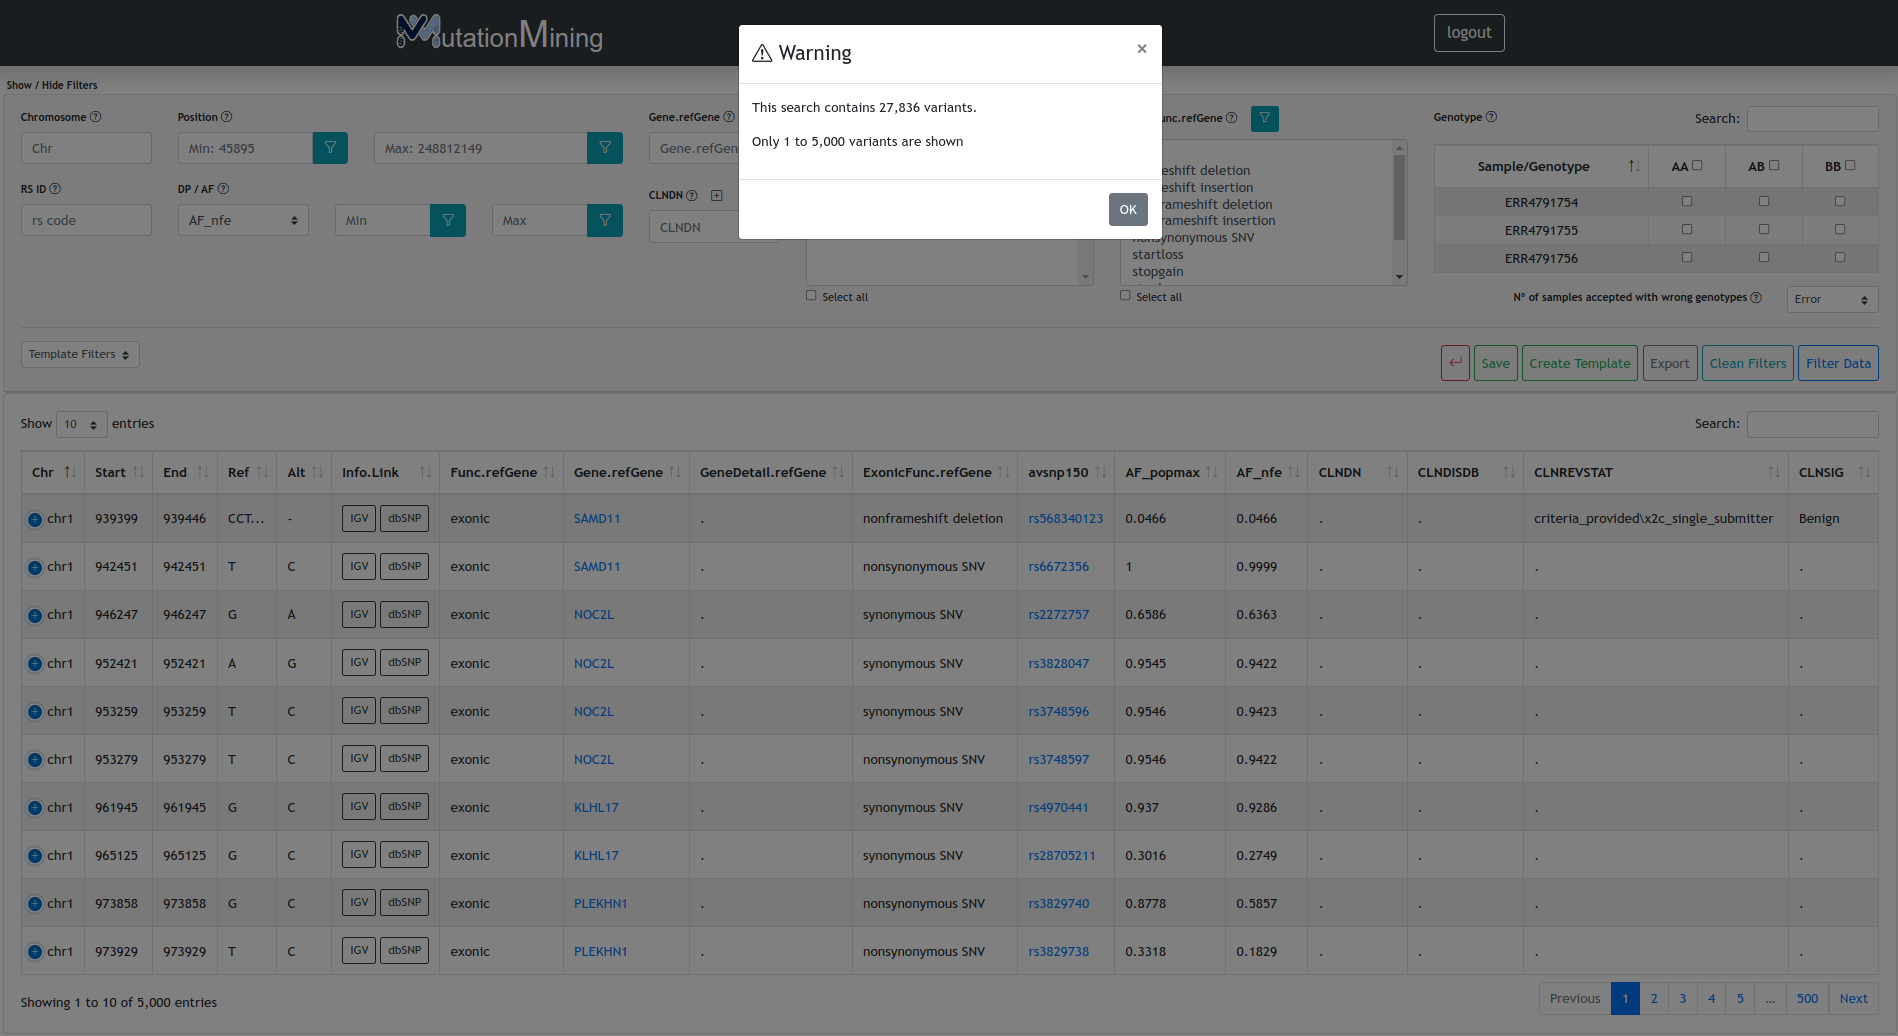 MutationMining
logout
Warning
×
This search contains 27,836 variants.
Only 1 to 5,000 variants are shown
OK
Show / Hide Filters
Chromosome
Position
Gene.refGene
unc.refGene
Genotype
Search:
Chr
Min: 45895
Max: 248812149
Gene.refGen
RS ID
DP / AF
CLNDN
rs code
AF_nfe
Min
Max
CLNDN
eshift deletion
eshift insertion
rameshift deletion
rameshift insertion
nonsynonymous SNV
startloss
stopgain
Select all
Select all
Sample/Genotype AA AB BB
ERR4791754
ERR4791755
ERR4791756
Nº of samples accepted with wrong genotypes Error
Template Filters
Save Create Template Export Clean Filters Filter Data
Show 10 entries
Search:
Chr Start End Ref Alt Info.Link Func.refGene Gene.refGene GeneDetail.refGene ExonicFunc.refGene avsnp150 AF_popmax AF_nfe CLNDN CLNDISDB CLNREVSTAT CLNSIG
chr1 939399 939446 CCT... - IGV dbSNP exonic SAMD11 . nonframeshift deletion rs568340123 0.0466 0.0466 . . criteria_provided\x2c_single_submitter Benign
chr1 942451 942451 T C IGV dbSNP exonic SAMD11 . nonsynonymous SNV rs6672356 1 0.9999 . . . .
chr1 946247 946247 G A IGV dbSNP exonic NOC2L . synonymous SNV rs2272757 0.6586 0.6363 . . . .
chr1 952421 952421 A G IGV dbSNP exonic NOC2L . synonymous SNV rs3828047 0.9545 0.9422 . . . .
chr1 953259 953259 T C IGV dbSNP exonic NOC2L . synonymous SNV rs3748596 0.9546 0.9423 . . . .
chr1 953279 953279 T C IGV dbSNP exonic NOC2L . nonsynonymous SNV rs3748597 0.9546 0.9422 . . . .
chr1 961945 961945 G C IGV dbSNP exonic KLHL17 . synonymous SNV rs4970441 0.937 0.9286 . . . .
chr1 965125 965125 G C IGV dbSNP exonic KLHL17 . synonymous SNV rs28705211 0.3016 0.2749 . . . .
chr1 973858 973858 G C IGV dbSNP exonic PLEKHN1 . nonsynonymous SNV rs3829740 0.8778 0.5857 . . . .
chr1 973929 973929 T C IGV dbSNP exonic PLEKHN1 . nonsynonymous SNV rs3829738 0.3318 0.1829 . . . .
Showing 1 to 10 of 5,000 entries
Previous 1 2 3 4 5 ... 500 Next